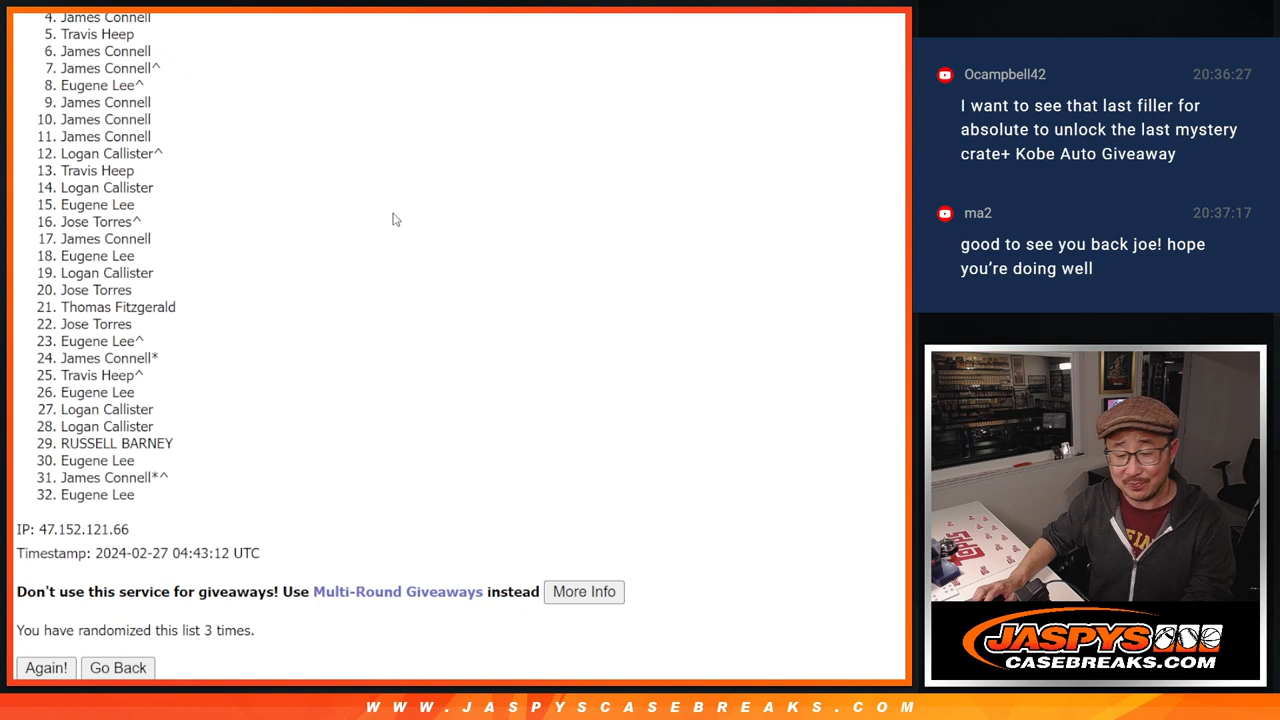 4. James Connell
5. Travis Heep
6. James Connell
7. James Connell^
8. Eugene Lee^
9. James Connell
10. James Connell
11. James Connell
12. Logan Callister^
13. Travis Heep
14. Logan Callister
15. Eugene Lee
16. Jose Torres^
17. James Connell
18. Eugene Lee
19. Logan Callister
20. Jose Torres
21. Thomas Fitzgerald
22. Jose Torres
23. Eugene Lee^
24. James Connell*
25. Travis Heep^
26. Eugene Lee
27. Logan Callister
28. Logan Callister
29. RUSSELL BARNEY
30. Eugene Lee
31. James Connell*^
32. Eugene Lee
IP: 47.152.121.66
Timestamp: 2024-02-27 04:43:12 UTC
Don't use this service for giveaways! Use Multi-Round Giveaways instead More Info
You have randomized this list 3 times.
Again! Go Back
Ocampbell42 20:36:27
I want to see that last filler for
absolute to unlock the last mystery
crate+ Kobe Auto Giveaway
ma2 20:37:17
good to see you back joe! hope
you're doing well
JASPYS
CASEBREAKS.COM
WWW.JASPYSCASEBREAKS.COM